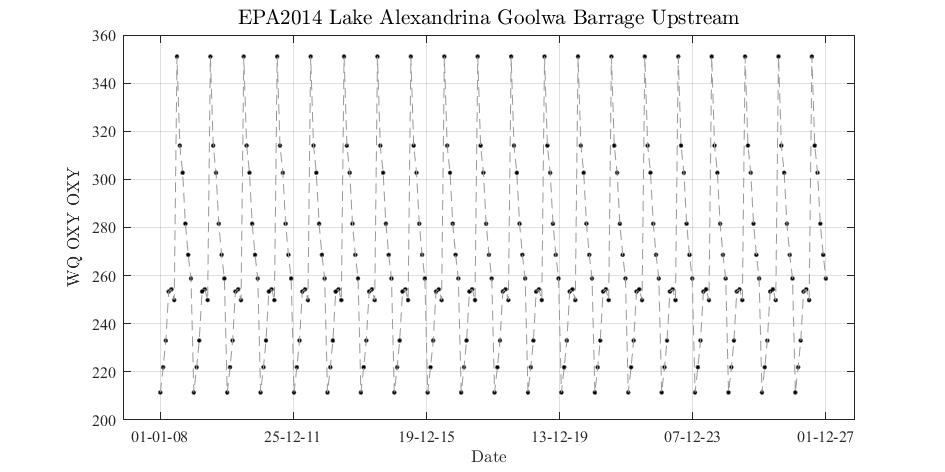 EPA2014 Lake Alexandrina Goolwa Barrage Upstream
360
340
320
300
280
260
240
220
200
WQ OXY OXY
01-01-08 25-12-11 19-12-15 13-12-19 07-12-23 01-12-27
Date